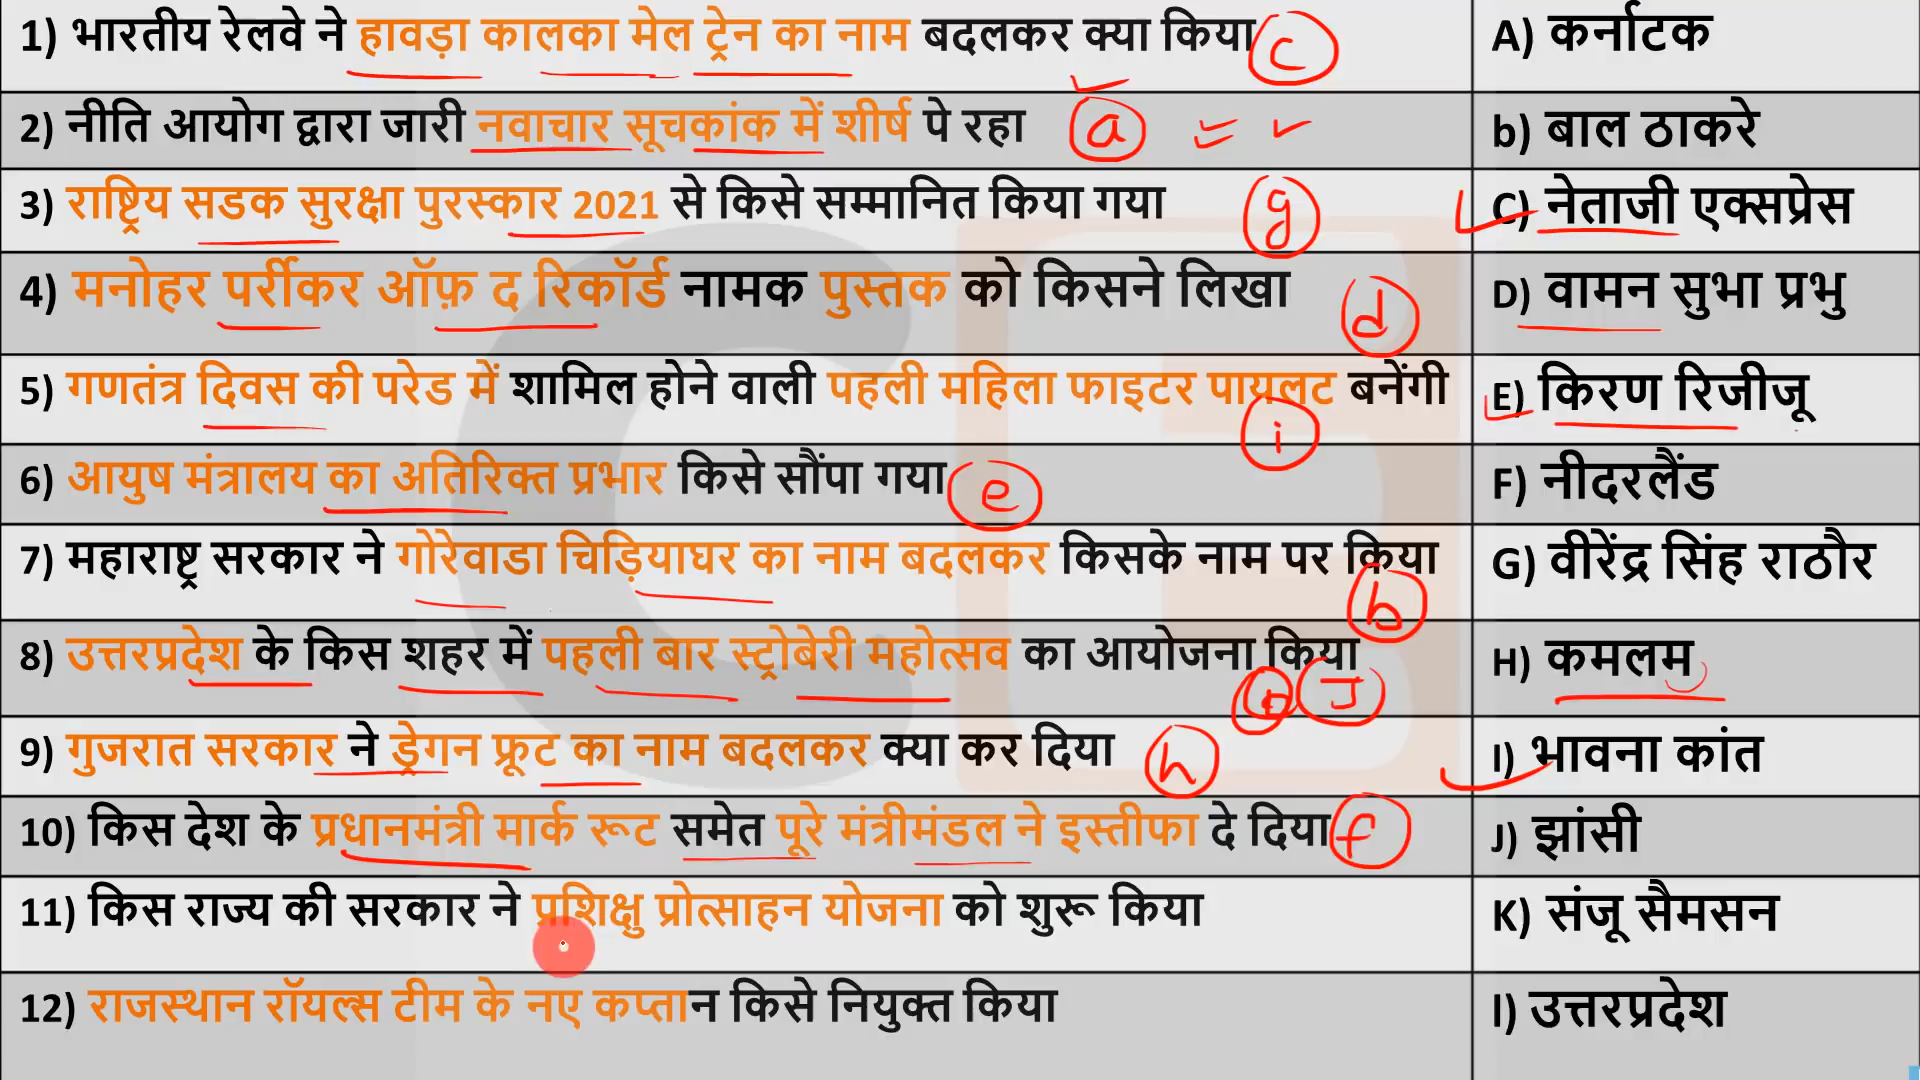 1) भारतीय रेलवे ने हावड़ा कालका मेल ट्रेन का नाम बदलकर क्या किया c
A) कर्नाटक
2) नीति आयोग द्वारा जारी नवाचार सूचकांक में शीर्ष पे रहा a
b) बाल ठाकरे
3) राष्ट्रिय सडक सुरक्षा पुरस्कार 2021 से किसे सम्मानित किया गया g
C) नेताजी एक्सप्रेस
4) मनोहर पर्रीकर ऑफ़ द रिकॉर्ड नामक पुस्तक को किसने लिखा d
D) वामन सुभा प्रभु
5) गणतंत्र दिवस की परेड में शामिल होने वाली पहली महिला फाइटर पायलट बनेंगी i
E) किरण रिजीजू
6) आयुष मंत्रालय का अतिरिक्त प्रभार किसे सौंपा गया e
F) नीदरलैंड
7) महाराष्ट्र सरकार ने गोरेवाडा चिड़ियाघर का नाम बदलकर किसके नाम पर किया b
G) वीरेंद्र सिंह राठौर
8) उत्तरप्रदेश के किस शहर में पहली बार स्ट्रोबेरी महोत्सव का आयोजना किया J
H) कमलम
9) गुजरात सरकार ने ड्रेगन फ्रूट का नाम बदलकर क्या कर दिया h
I) भावना कांत
10) किस देश के प्रधानमंत्री मार्क रूट समेत पूरे मंत्रीमंडल ने इस्तीफा दे दिया f
J) झांसी
11) किस राज्य की सरकार ने प्रशिक्षु प्रोत्साहन योजना को शुरू किया
K) संजू सैमसन
12) राजस्थान रॉयल्स टीम के नए कप्तान किसे नियुक्त किया
l) उत्तरप्रदेश